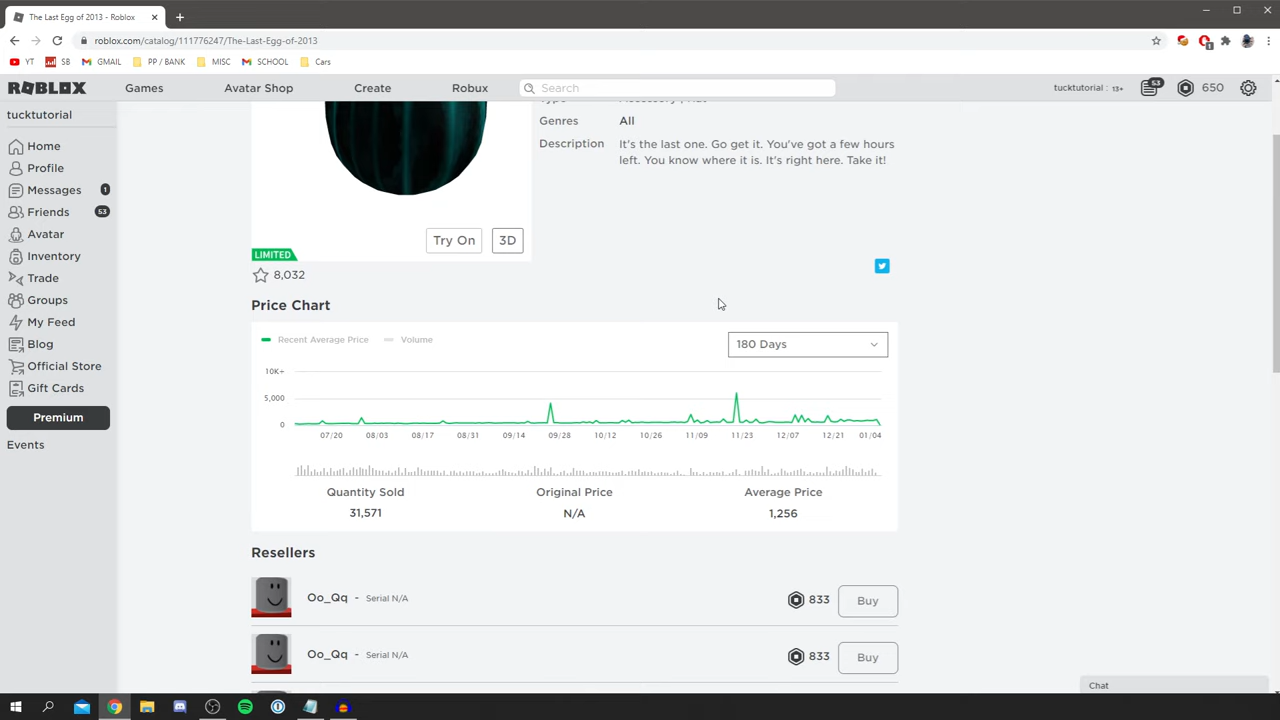 The Last Egg of 2013 - Roblox
roblox.com/catalog/111776247/The-Last-Egg-of-2013
YT SB GMAIL PP / BANK MISC SCHOOL Cars
ROBLOX Games Avatar Shop Create Robux Search tucktutorial : 13+ 53 650
tucktutorial
Home
Profile
Messages 1
Friends 53
Avatar
Inventory
Trade
Groups
My Feed
Blog
Official Store
Gift Cards
Premium
Events
Type Accessory | Hat
Genres All
Description It's the last one. Go get it. You've got a few hours
left. You know where it is. It's right here. Take it!
Try On 3D
LIMITED
8,032
Price Chart
Recent Average Price Volume 180 Days
10K+
5,000
0
07/20 08/03 08/17 08/31 09/14 09/28 10/12 10/26 11/09 11/23 12/07 12/21 01/04
Quantity Sold Original Price Average Price
31,571 N/A 1,256
Resellers
Oo_Qq - Serial N/A 833 Buy
Oo_Qq - Serial N/A 833 Buy
Chat